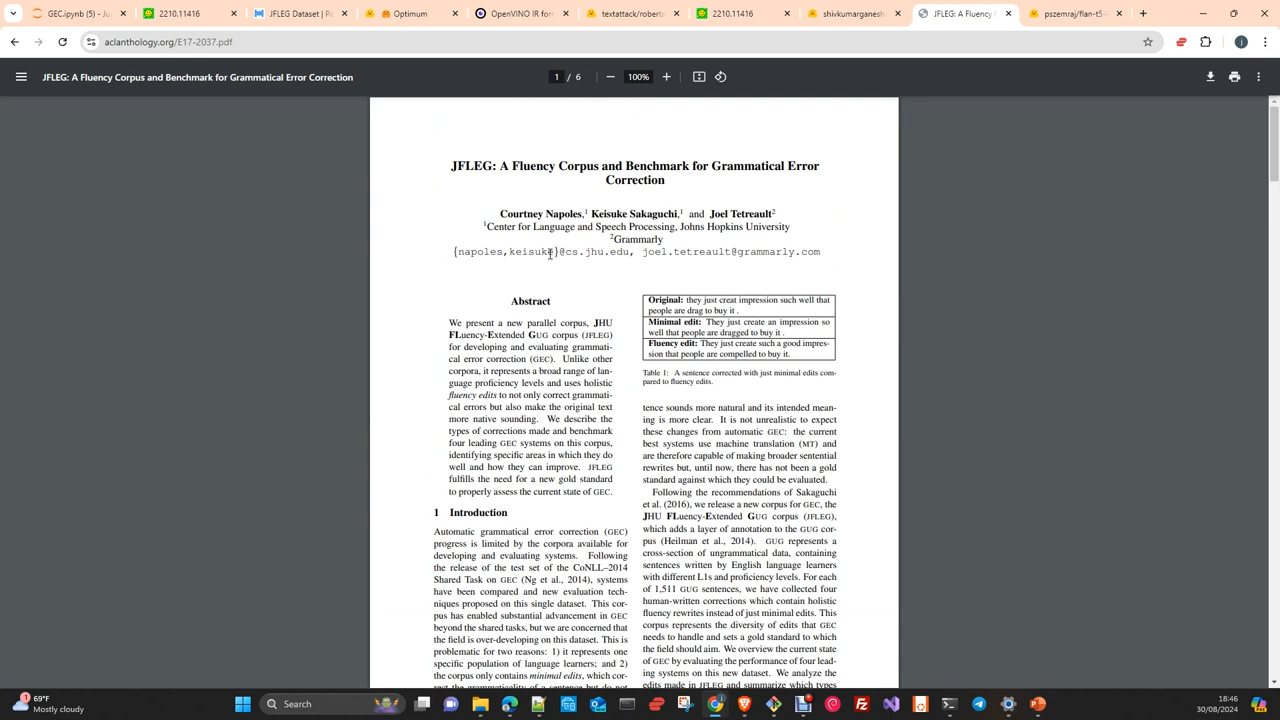 GEC.ipynb (5) - Ju
2210.11416
JFLEG Dataset | Pa
Optimum
OpenVINO IR form
textattack/roberta
2210.11416
shivkumarganesh
JFLEG: A Fluency C
pszemraj/flan-t5-
aclanthology.org/E17-2037.pdf
JFLEG: A Fluency Corpus and Benchmark for Grammatical Error Correction
1 / 6
100%
JFLEG: A Fluency Corpus and Benchmark for Grammatical Error
Correction
Courtney Napoles,1 Keisuke Sakaguchi,1 and Joel Tetreault2
1Center for Language and Speech Processing, Johns Hopkins University
2Grammarly
{napoles,keisuke}@cs.jhu.edu, joel.tetreault@grammarly.com
Abstract
We present a new parallel corpus, JHU
FLuency-Extended GUG corpus (JFLEG)
for developing and evaluating grammati-
cal error correction (GEC). Unlike other
corpora, it represents a broad range of lan-
guage proficiency levels and uses holistic
fluency edits to not only correct grammati-
cal errors but also make the original text
more native sounding. We describe the
types of corrections made and benchmark
four leading GEC systems on this corpus,
identifying specific areas in which they do
well and how they can improve. JFLEG
fulfills the need for a new gold standard
to properly assess the current state of GEC.
1 Introduction
Automatic grammatical error correction (GEC)
progress is limited by the corpora available for
developing and evaluating systems. Following
the release of the test set of the CoNLL–2014
Shared Task on GEC (Ng et al., 2014), systems
have been compared and new evaluation tech-
niques proposed on this single dataset. This cor-
pus has enabled substantial advancement in GEC
beyond the shared tasks, but we are concerned that
the field is over-developing on this dataset. This is
problematic for two reasons: 1) it represents one
specific population of language learners; and 2)
the corpus only contains minimal edits, which cor-
rect the grammaticality of a sentence but do not
Original: they just creat impression such well that
people are drag to buy it .
Minimal edit: They just create an impression so
well that people are dragged to buy it .
Fluency edit: They just create such a good impres-
sion that people are compelled to buy it.
Table 1: A sentence corrected with just minimal edits com-
pared to fluency edits.
tence sounds more natural and its intended mean-
ing is more clear. It is not unrealistic to expect
these changes from automatic GEC: the current
best systems use machine translation (MT) and
are therefore capable of making broader sentential
rewrites but, until now, there has not been a gold
standard against which they could be evaluated.
Following the recommendations of Sakaguchi
et al. (2016), we release a new corpus for GEC, the
JHU FLuency-Extended GUG corpus (JFLEG),
which adds a layer of annotation to the GUG cor-
pus (Heilman et al., 2014). GUG represents a
cross-section of ungrammatical data, containing
sentences written by English language learners
with different L1s and proficiency levels. For each
of 1,511 GUG sentences, we have collected four
human-written corrections which contain holistic
fluency rewrites instead of just minimal edits. This
corpus represents the diversity of edits that GEC
needs to handle and sets a gold standard to which
the field should aim. We overview the current state
of GEC by evaluating the performance of four lead-
ing systems on this new dataset. We analyze the
edits made in JFLEG and summarize which types
1
69°F
Mostly cloudy
Search
18:46
30/08/2024